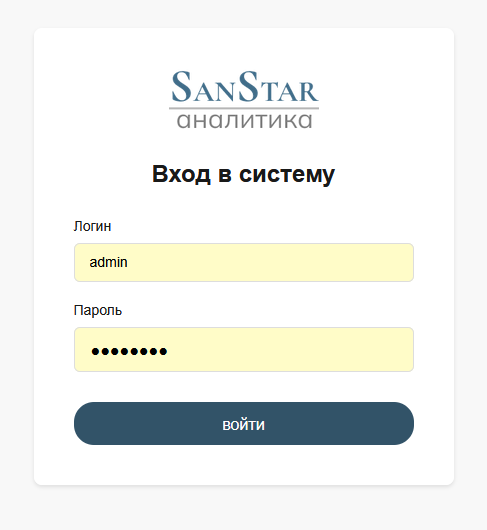 SANSTAR
аналитика
Вход в систему
Логин
admin
Пароль
••••••••
войти